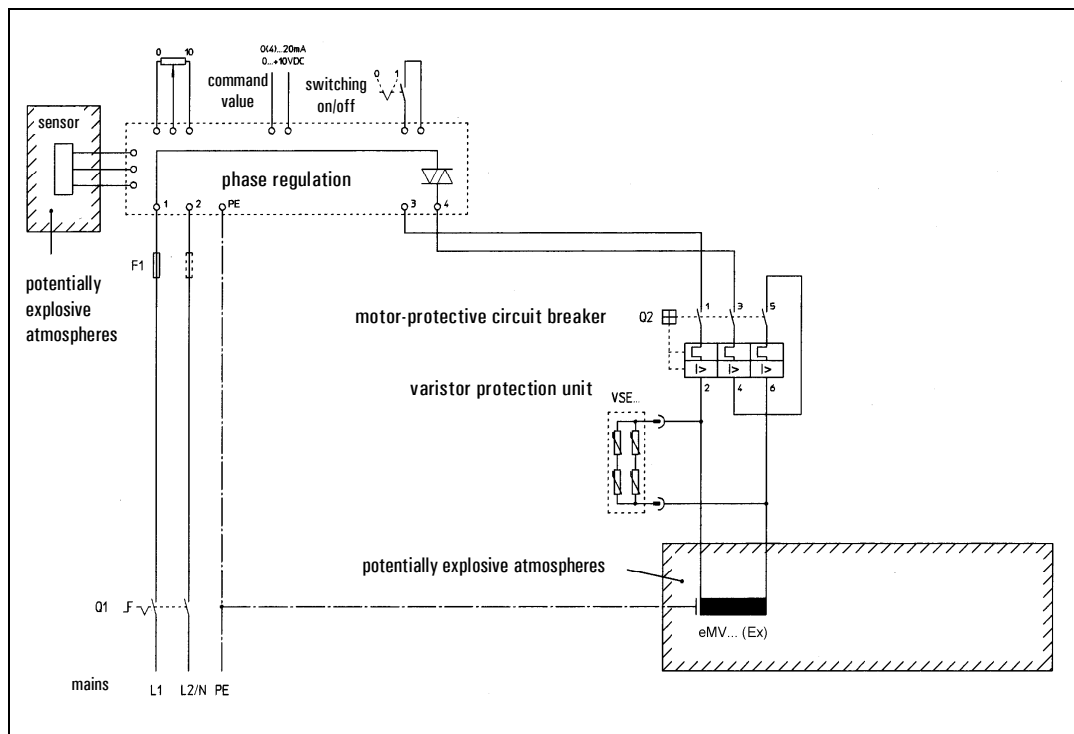 0 10
0(4)...20mA
0...+10VDC
command
value
switching
on/off
0 1
sensor
phase regulation
1 2 PE 3 4
F1
potentially
explosive
atmospheres
motor-protective circuit breaker
Q2
1 3 5
I> I> I>
2 4 6
varistor protection unit
VSE...
potentially explosive atmospheres
Q1
eMV... (Ex)
mains
L1 L2/N PE